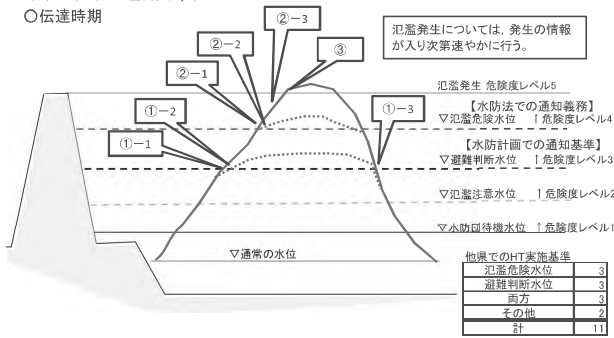 ○伝達時期
氾濫発生については，発生の情報
が入り次第速やかに行う。
②－3
②－2
③
②－1
①－2
①－3
①－1
氾濫発生 危険度レベル5
【水防法での通知義務】
▽氾濫危険水位 ↑危険度レベル4
【水防計画での通知基準】
▽避難判断水位 ↑危険度レベル3
▽氾濫注意水位 ↑危険度レベル2
▽水防団待機水位 ↑危険度レベル1
▽通常の水位
他県でのHT実施基準
氾濫危険水位 3
避難判断水位 3
両方 3
その他 2
計 11